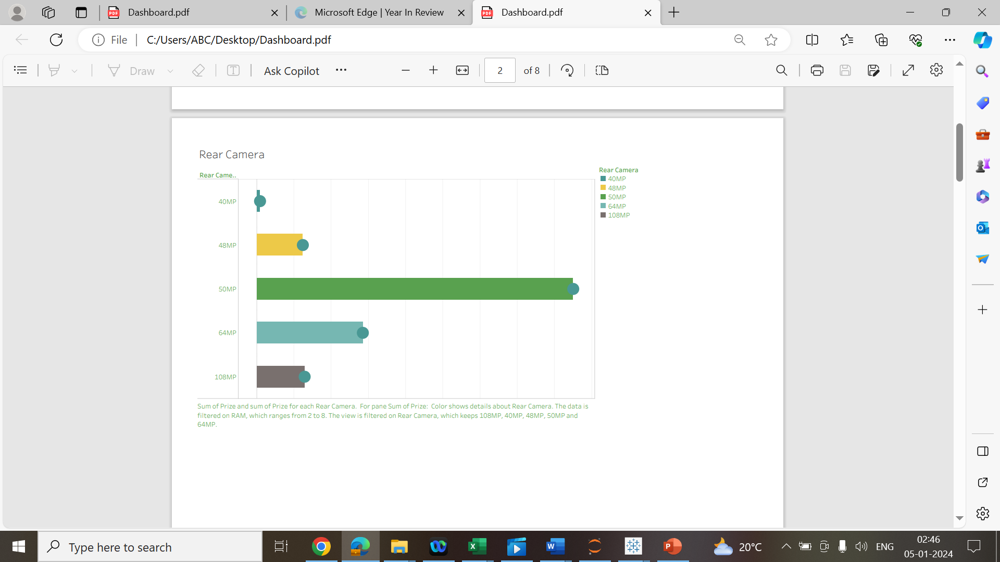 Dashboard.pdf
Microsoft Edge | Year In Review
Dashboard.pdf
File
C:/Users/ABC/Desktop/Dashboard.pdf
Draw
Ask Copilot
2 of 8
Rear Camera
Rear Came..
40MP
48MP
50MP
64MP
108MP
Rear Camera
40MP
48MP
50MP
64MP
108MP
Sum of Prize and sum of Prize for each Rear Camera. For pane Sum of Prize: Color shows details about Rear Camera. The data is
filtered on RAM, which ranges from 2 to 8. The view is filtered on Rear Camera, which keeps 108MP, 40MP, 48MP, 50MP and
64MP.
Type here to search
20°C
ENG
02:46
05-01-2024